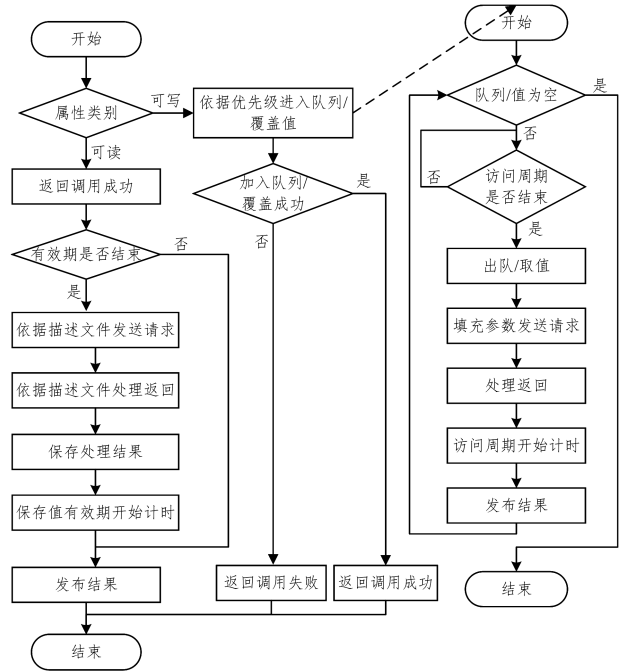 开始
属性类别
可写
可读
返回调用成功
有效期是否结束
否
是
依据描述文件发送请求
依据描述文件处理返回
保存处理结果
保存值有效期开始计时
发布结果
结束
依据优先级进入队列/
覆盖值
加入队列/
覆盖成功
是
否
返回调用失败
返回调用成功
开始
队列/值为空
是
否
访问周期
是否结束
否
是
出队/取值
填充参数发送请求
处理返回
访问周期开始计时
发布结果
结束